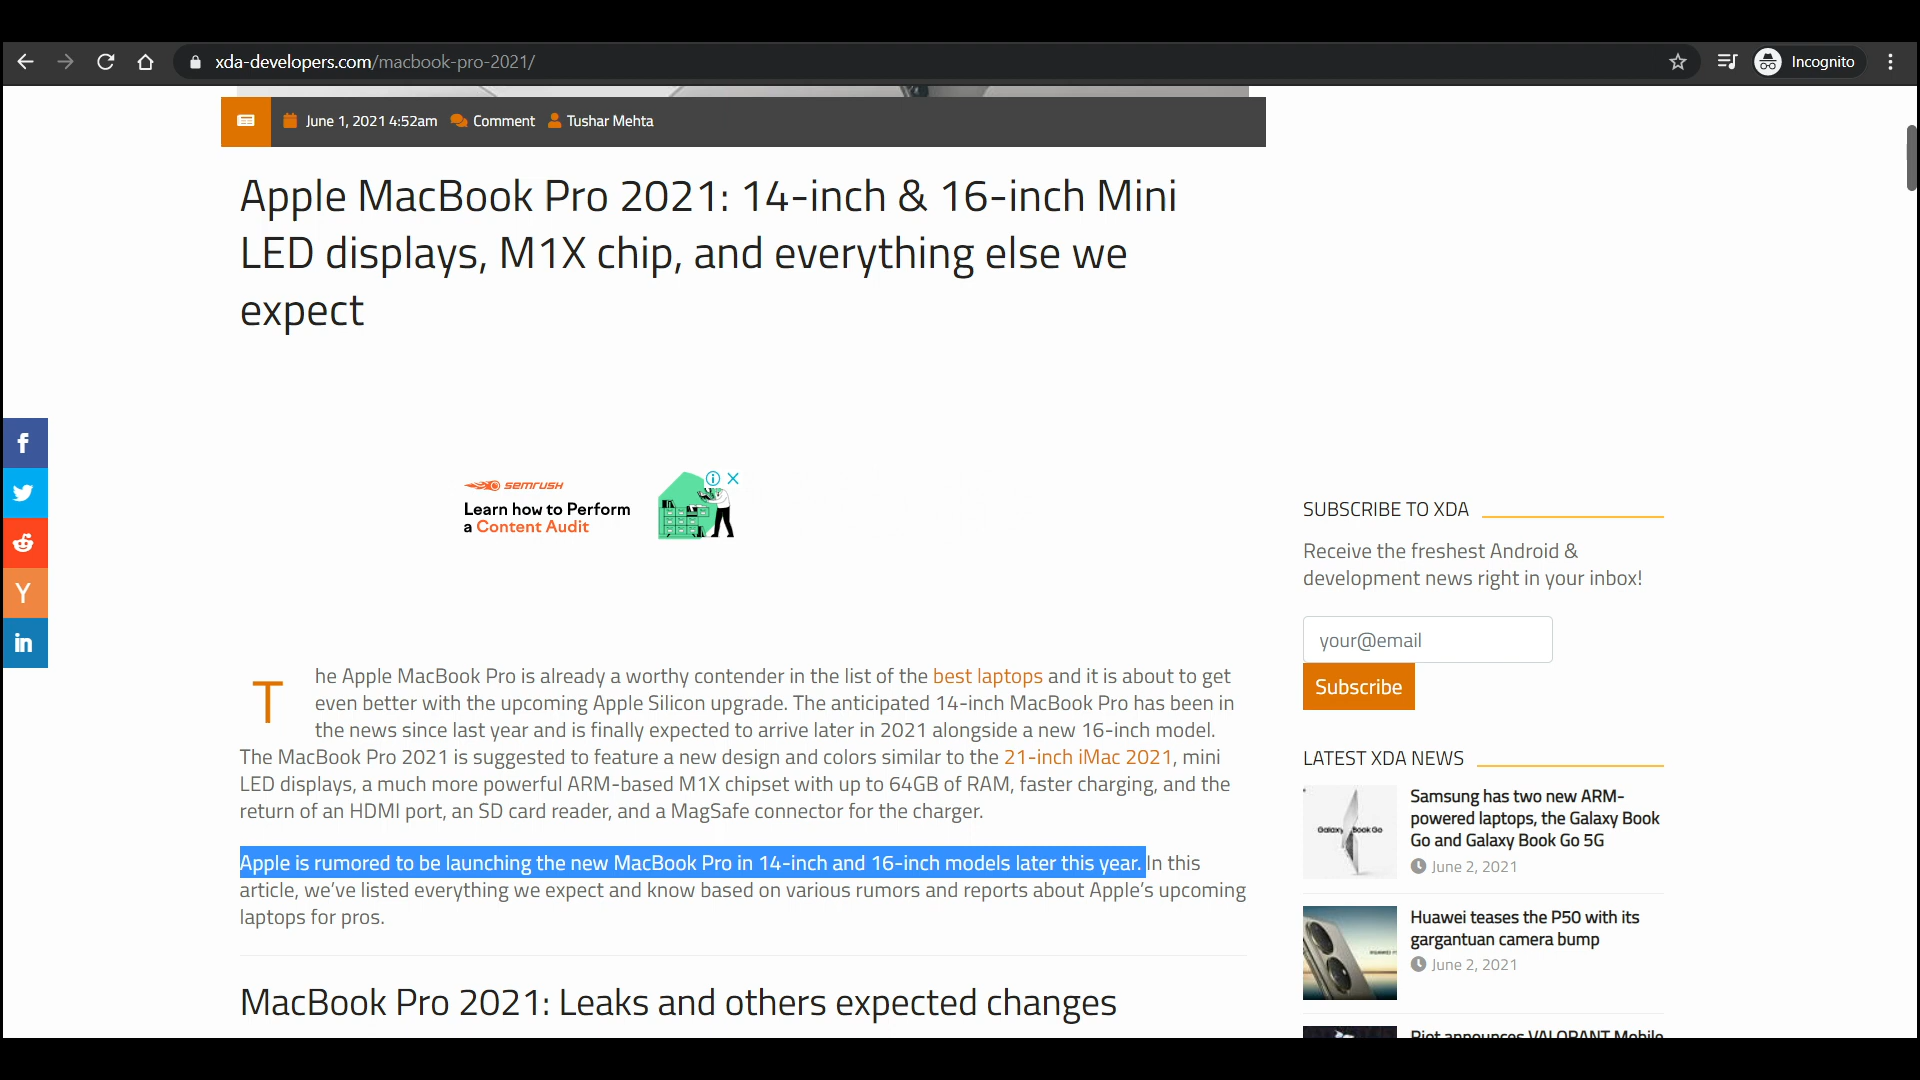 xda-developers.com/macbook-pro-2021/
Incognito
June 1, 2021 4:52am Comment Tushar Mehta
Apple MacBook Pro 2021: 14-inch & 16-inch Mini
LED displays, M1X chip, and everything else we
expect
f
semrush
Learn how to Perform
a Content Audit
Y
in
The Apple MacBook Pro is already a worthy contender in the list of the best laptops and it is about to get
even better with the upcoming Apple Silicon upgrade. The anticipated 14-inch MacBook Pro has been in
the news since last year and is finally expected to arrive later in 2021 alongside a new 16-inch model.
The MacBook Pro 2021 is suggested to feature a new design and colors similar to the 21-inch iMac 2021, mini
LED displays, a much more powerful ARM-based M1X chipset with up to 64GB of RAM, faster charging, and the
return of an HDMI port, an SD card reader, and a MagSafe connector for the charger.
Apple is rumored to be launching the new MacBook Pro in 14-inch and 16-inch models later this year. In this
article, we've listed everything we expect and know based on various rumors and reports about Apple's upcoming
laptops for pros.
MacBook Pro 2021: Leaks and others expected changes
SUBSCRIBE TO XDA
Receive the freshest Android &
development news right in your inbox!
your@email
Subscribe
LATEST XDA NEWS
Galaxy Book Go
Samsung has two new ARM-
powered laptops, the Galaxy Book
Go and Galaxy Book Go 5G
June 2, 2021
Huawei teases the P50 with its
gargantuan camera bump
June 2, 2021
Riot announces VALORANT Mobile